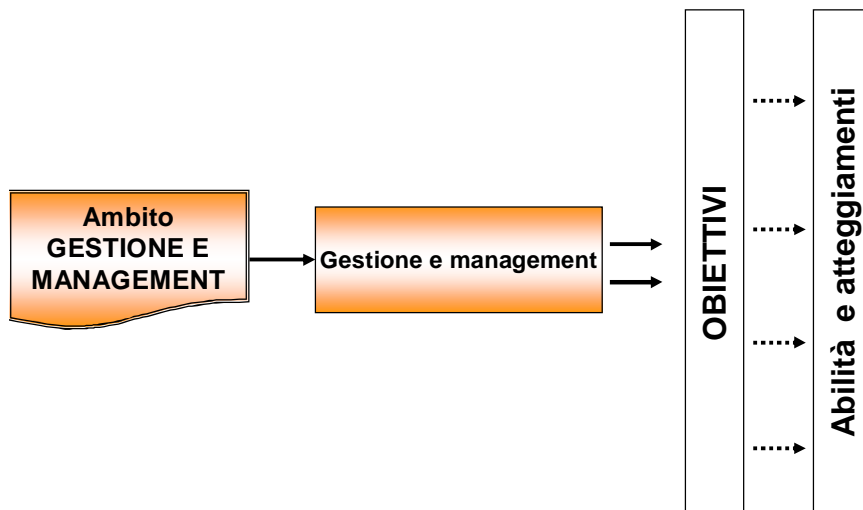 Ambito
GESTIONE E
MANAGEMENT
Gestione e management
OBIETTIVI
Abilità e atteggiamenti